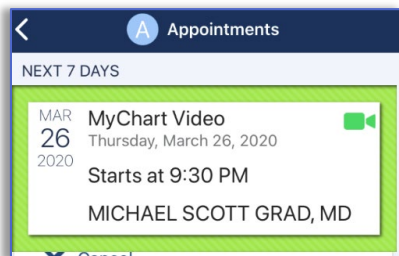 A Appointments
NEXT 7 DAYS
MAR
26
2020
MyChart Video
Thursday, March 26, 2020
Starts at 9:30 PM
MICHAEL SCOTT GRAD, MD
Cancel